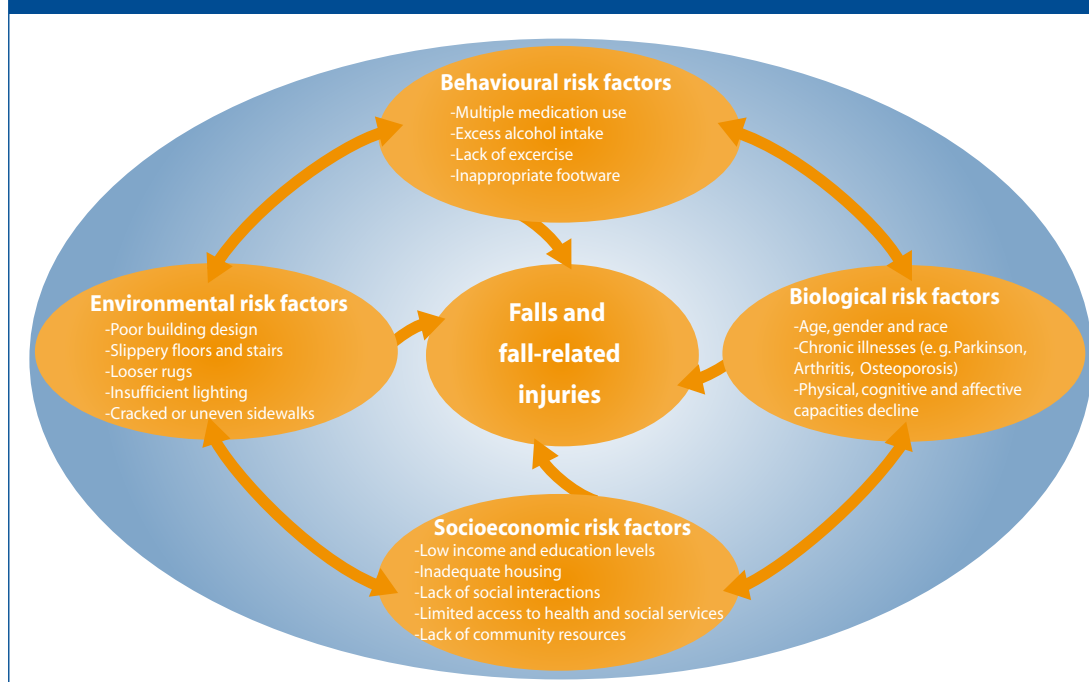 Behavioural risk factors
-Multiple medication use
-Excess alcohol intake
-Lack of excercise
-Inappropriate footware
Environmental risk factors
-Poor building design
-Slippery floors and stairs
-Looser rugs
-Insufficient lighting
-Cracked or uneven sidewalks
Falls and
fall-related
injuries
Biological risk factors
-Age, gender and race
-Chronic illnesses (e. g. Parkinson,
Arthritis, Osteoporosis)
-Physical, cognitive and affective
capacities decline
Socioeconomic risk factors
-Low income and education levels
-Inadequate housing
-Lack of social interactions
-Limited access to health and social services
-Lack of community resources